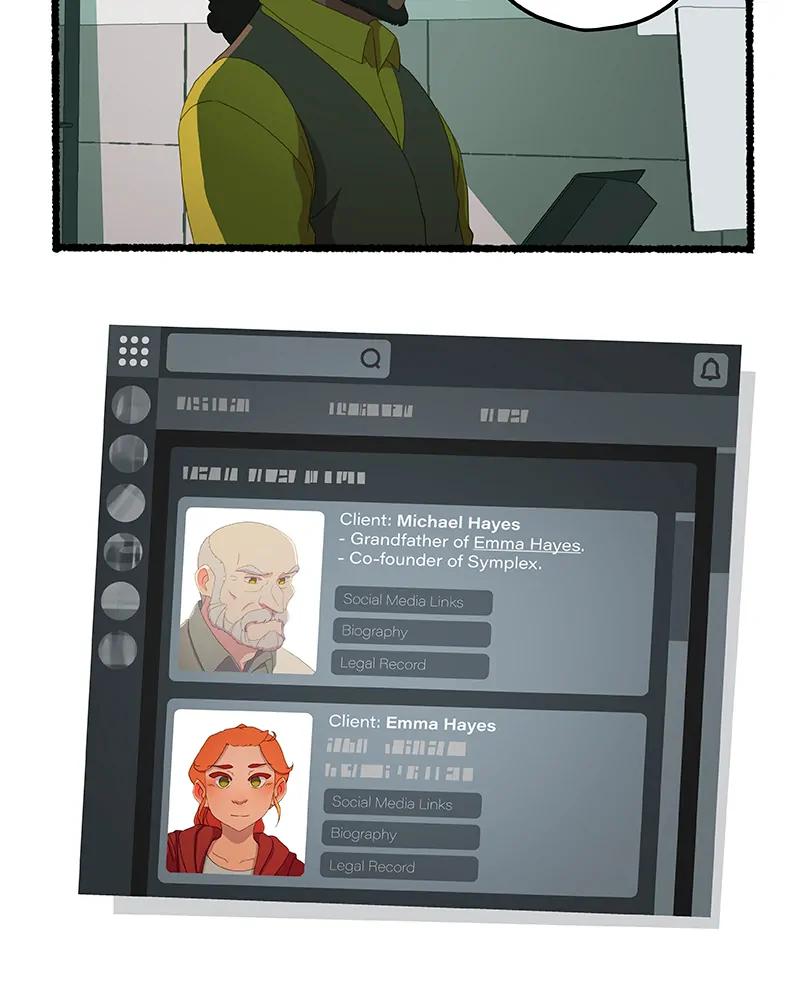 Client: Michael Hayes
- Grandfather of Emma Hayes.
- Co-founder of Symplex.
Social Media Links
Biography
Legal Record
Client: Emma Hayes
Social Media Links
Biography
Legal Record